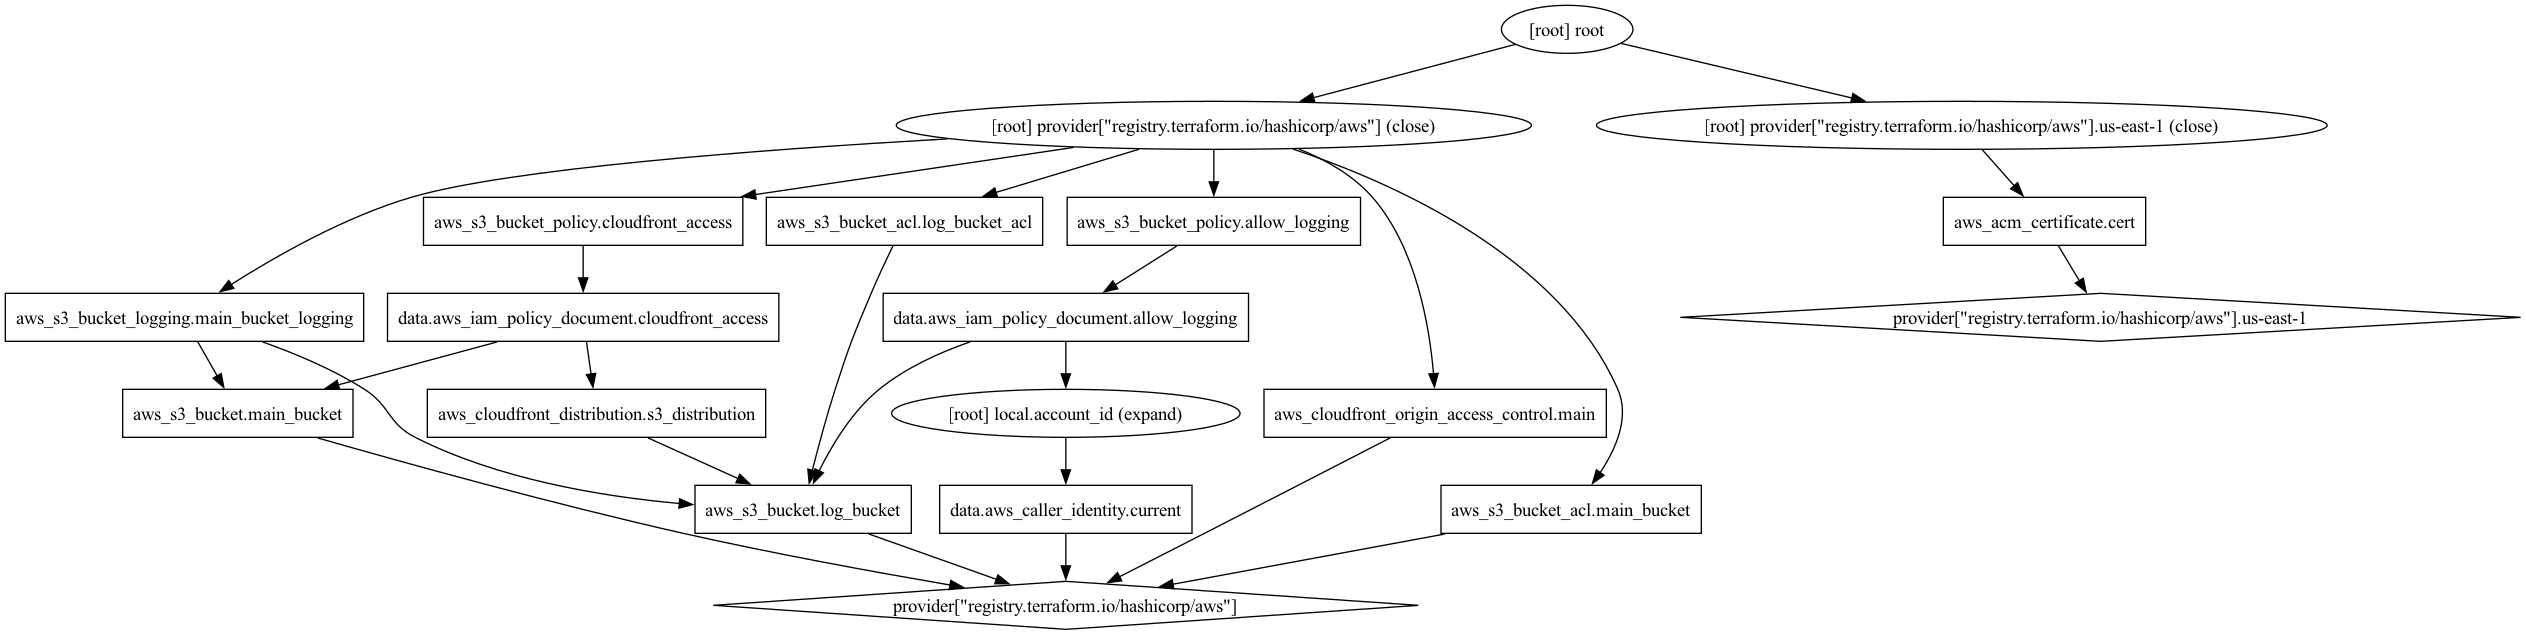 [root] root
[root] provider["registry.terraform.io/hashicorp/aws"] (close)
[root] provider["registry.terraform.io/hashicorp/aws"].us-east-1 (close)
aws_s3_bucket_policy.cloudfront_access
aws_s3_bucket_acl.log_bucket_acl
aws_s3_bucket_policy.allow_logging
aws_acm_certificate.cert
aws_s3_bucket_logging.main_bucket_logging
data.aws_iam_policy_document.cloudfront_access
data.aws_iam_policy_document.allow_logging
provider["registry.terraform.io/hashicorp/aws"].us-east-1
aws_s3_bucket.main_bucket
aws_cloudfront_distribution.s3_distribution
[root] local.account_id (expand)
aws_cloudfront_origin_access_control.main
aws_s3_bucket.log_bucket
data.aws_caller_identity.current
aws_s3_bucket_acl.main_bucket
provider["registry.terraform.io/hashicorp/aws"]